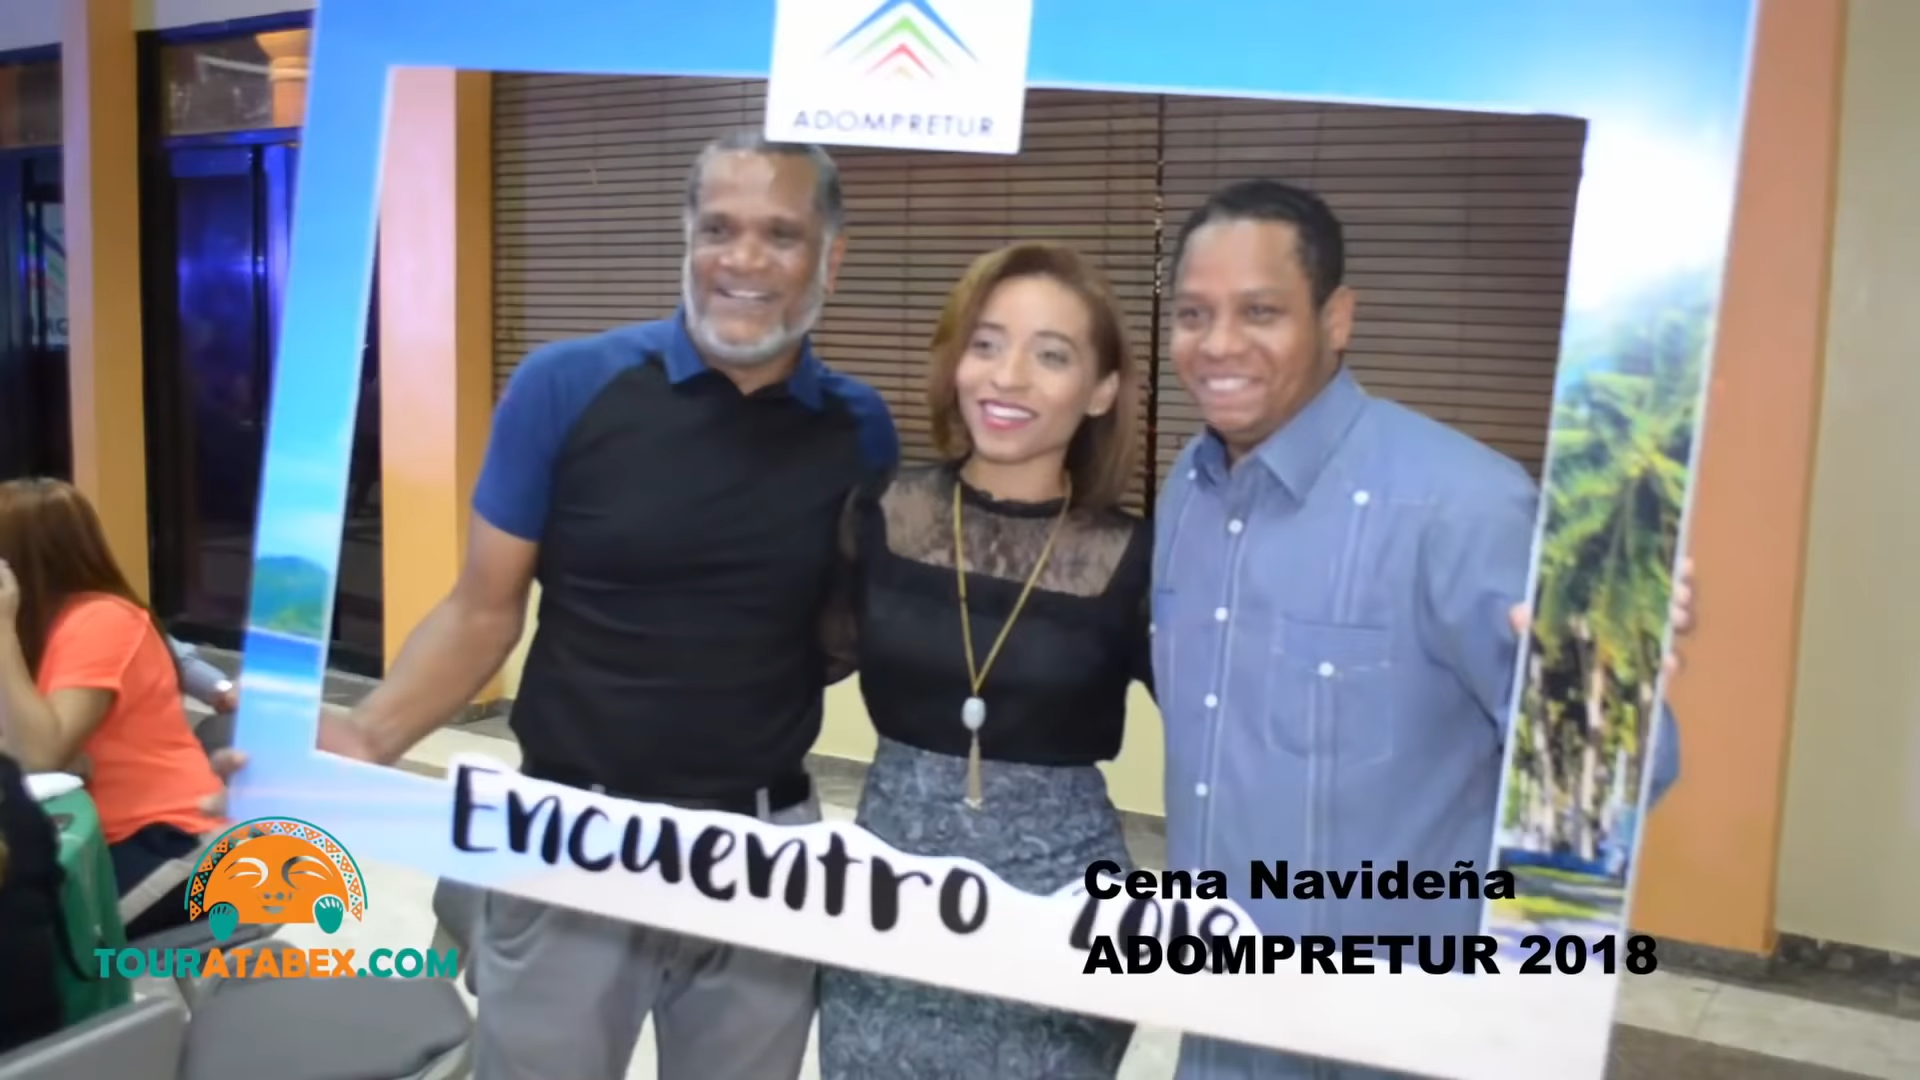 ADOMPRETUR
Encuentro 2018
Cena Navideña
ADOMPRETUR 2018
TOURATABEX.COM